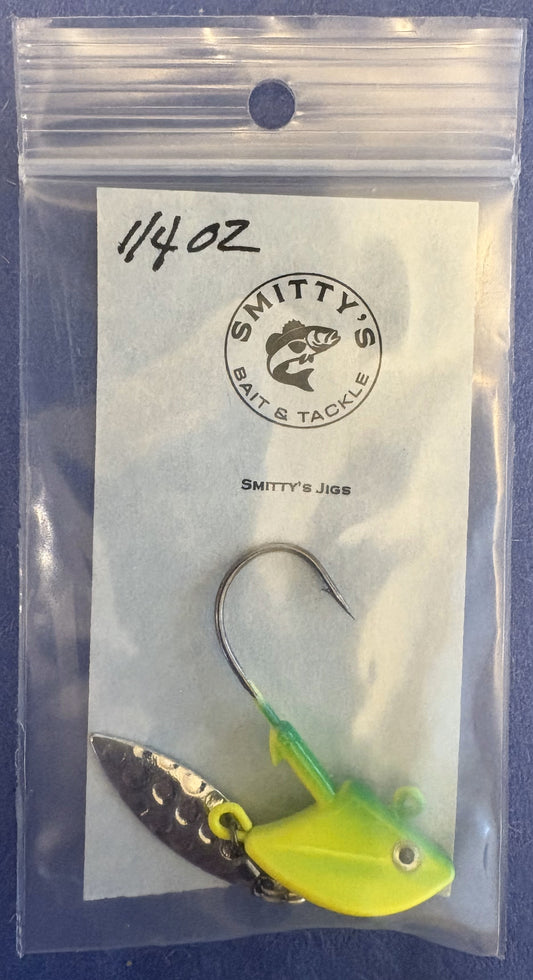 1/4 OZ
SMITTY'S
BAIT & TACKLE
SMITTY'S JIGS